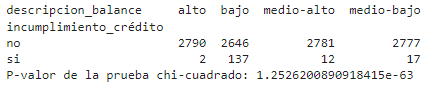 descripcion_balance alto bajo medio-alto medio-bajo
incumplimiento_crédito
no 2790 2646 2781 2777
si 2 137 12 17
P-valor de la prueba chi-cuadrado: 1.2526200890918415e-63